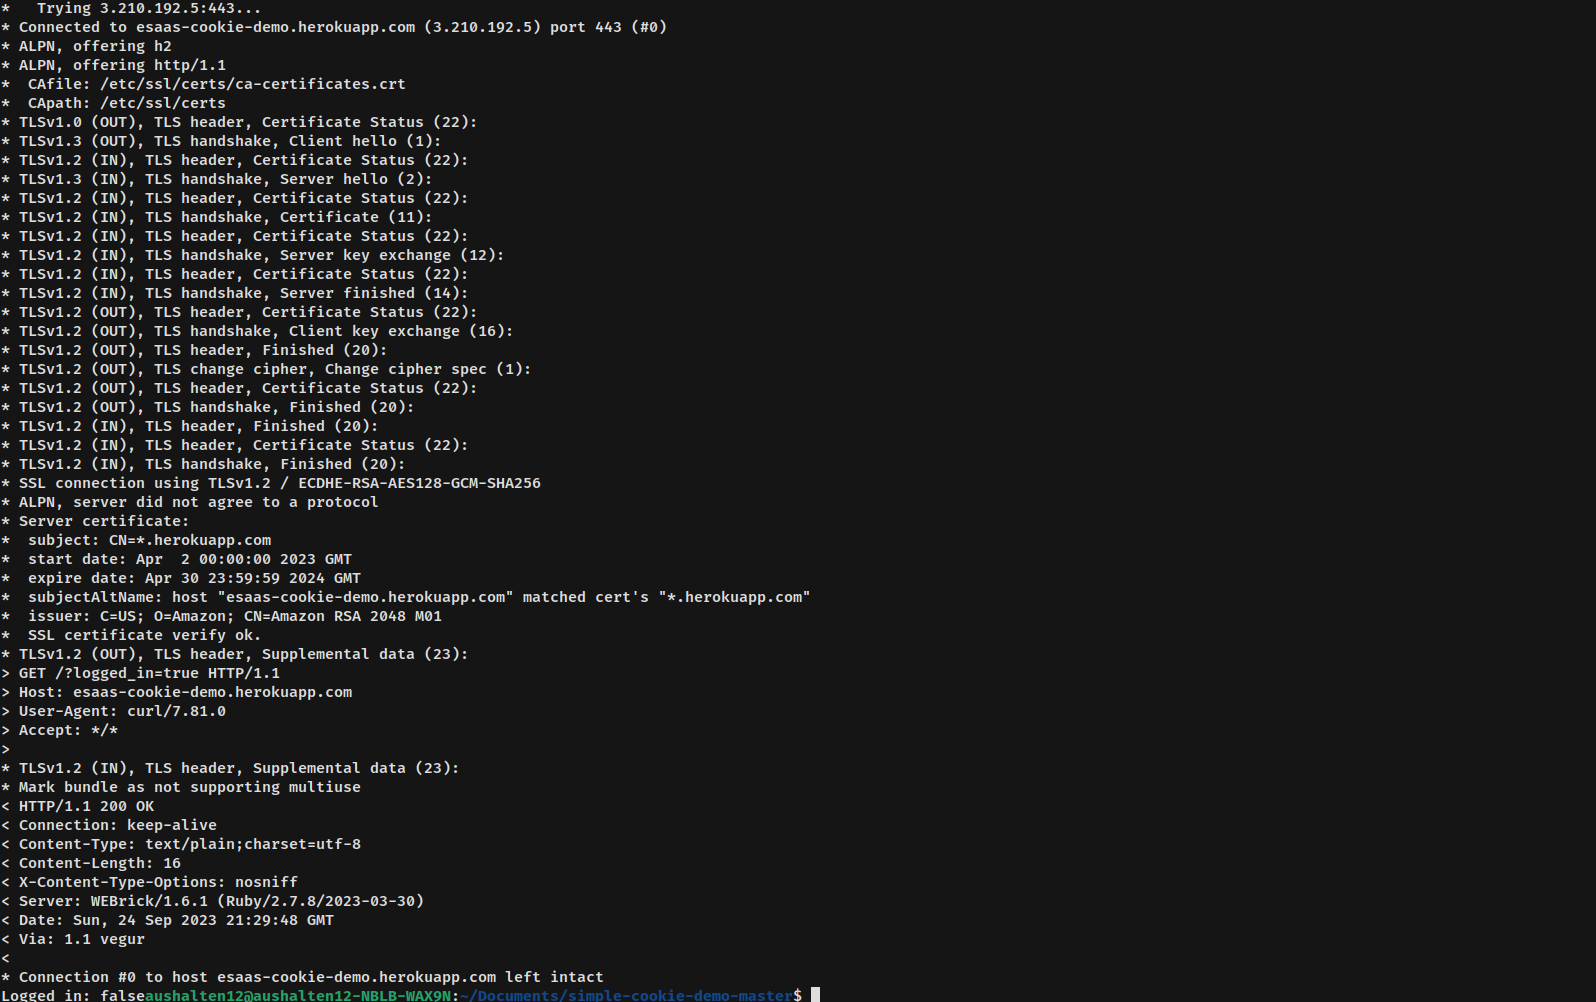 *   Trying 3.210.192.5:443...
* Connected to esaas-cookie-demo.herokuapp.com (3.210.192.5) port 443 (#0)
* ALPN, offering h2
* ALPN, offering http/1.1
*  CAfile: /etc/ssl/certs/ca-certificates.crt
*  CApath: /etc/ssl/certs
* TLSv1.0 (OUT), TLS header, Certificate Status (22):
* TLSv1.3 (OUT), TLS handshake, Client hello (1):
* TLSv1.2 (IN), TLS header, Certificate Status (22):
* TLSv1.3 (IN), TLS handshake, Server hello (2):
* TLSv1.2 (IN), TLS header, Certificate Status (22):
* TLSv1.2 (IN), TLS handshake, Certificate (11):
* TLSv1.2 (IN), TLS header, Certificate Status (22):
* TLSv1.2 (IN), TLS handshake, Server key exchange (12):
* TLSv1.2 (IN), TLS header, Certificate Status (22):
* TLSv1.2 (IN), TLS handshake, Server finished (14):
* TLSv1.2 (OUT), TLS header, Certificate Status (22):
* TLSv1.2 (OUT), TLS handshake, Client key exchange (16):
* TLSv1.2 (OUT), TLS header, Finished (20):
* TLSv1.2 (OUT), TLS change cipher, Change cipher spec (1):
* TLSv1.2 (OUT), TLS header, Certificate Status (22):
* TLSv1.2 (OUT), TLS handshake, Finished (20):
* TLSv1.2 (IN), TLS header, Finished (20):
* TLSv1.2 (IN), TLS header, Certificate Status (22):
* TLSv1.2 (IN), TLS handshake, Finished (20):
* SSL connection using TLSv1.2 / ECDHE-RSA-AES128-GCM-SHA256
* ALPN, server did not agree to a protocol
* Server certificate:
*  subject: CN=*.herokuapp.com
*  start date: Apr  2 00:00:00 2023 GMT
*  expire date: Apr 30 23:59:59 2024 GMT
*  subjectAltName: host "esaas-cookie-demo.herokuapp.com" matched cert's "*.herokuapp.com"
*  issuer: C=US; O=Amazon; CN=Amazon RSA 2048 M01
*  SSL certificate verify ok.
* TLSv1.2 (OUT), TLS header, Supplemental data (23):
> GET /?logged_in=true HTTP/1.1
> Host: esaas-cookie-demo.herokuapp.com
> User-Agent: curl/7.81.0
> Accept: */*
>
* TLSv1.2 (IN), TLS header, Supplemental data (23):
* Mark bundle as not supporting multiuse
< HTTP/1.1 200 OK
< Connection: keep-alive
< Content-Type: text/plain;charset=utf-8
< Content-Length: 16
< X-Content-Type-Options: nosniff
< Server: WEBrick/1.6.1 (Ruby/2.7.8/2023-03-30)
< Date: Sun, 24 Sep 2023 21:29:48 GMT
< Via: 1.1 vegur
<
* Connection #0 to host esaas-cookie-demo.herokuapp.com left intact
Logged in: falseaushalten12@aushalten12-NBLB-WAX9N:~/Documents/simple-cookie-demo-master$